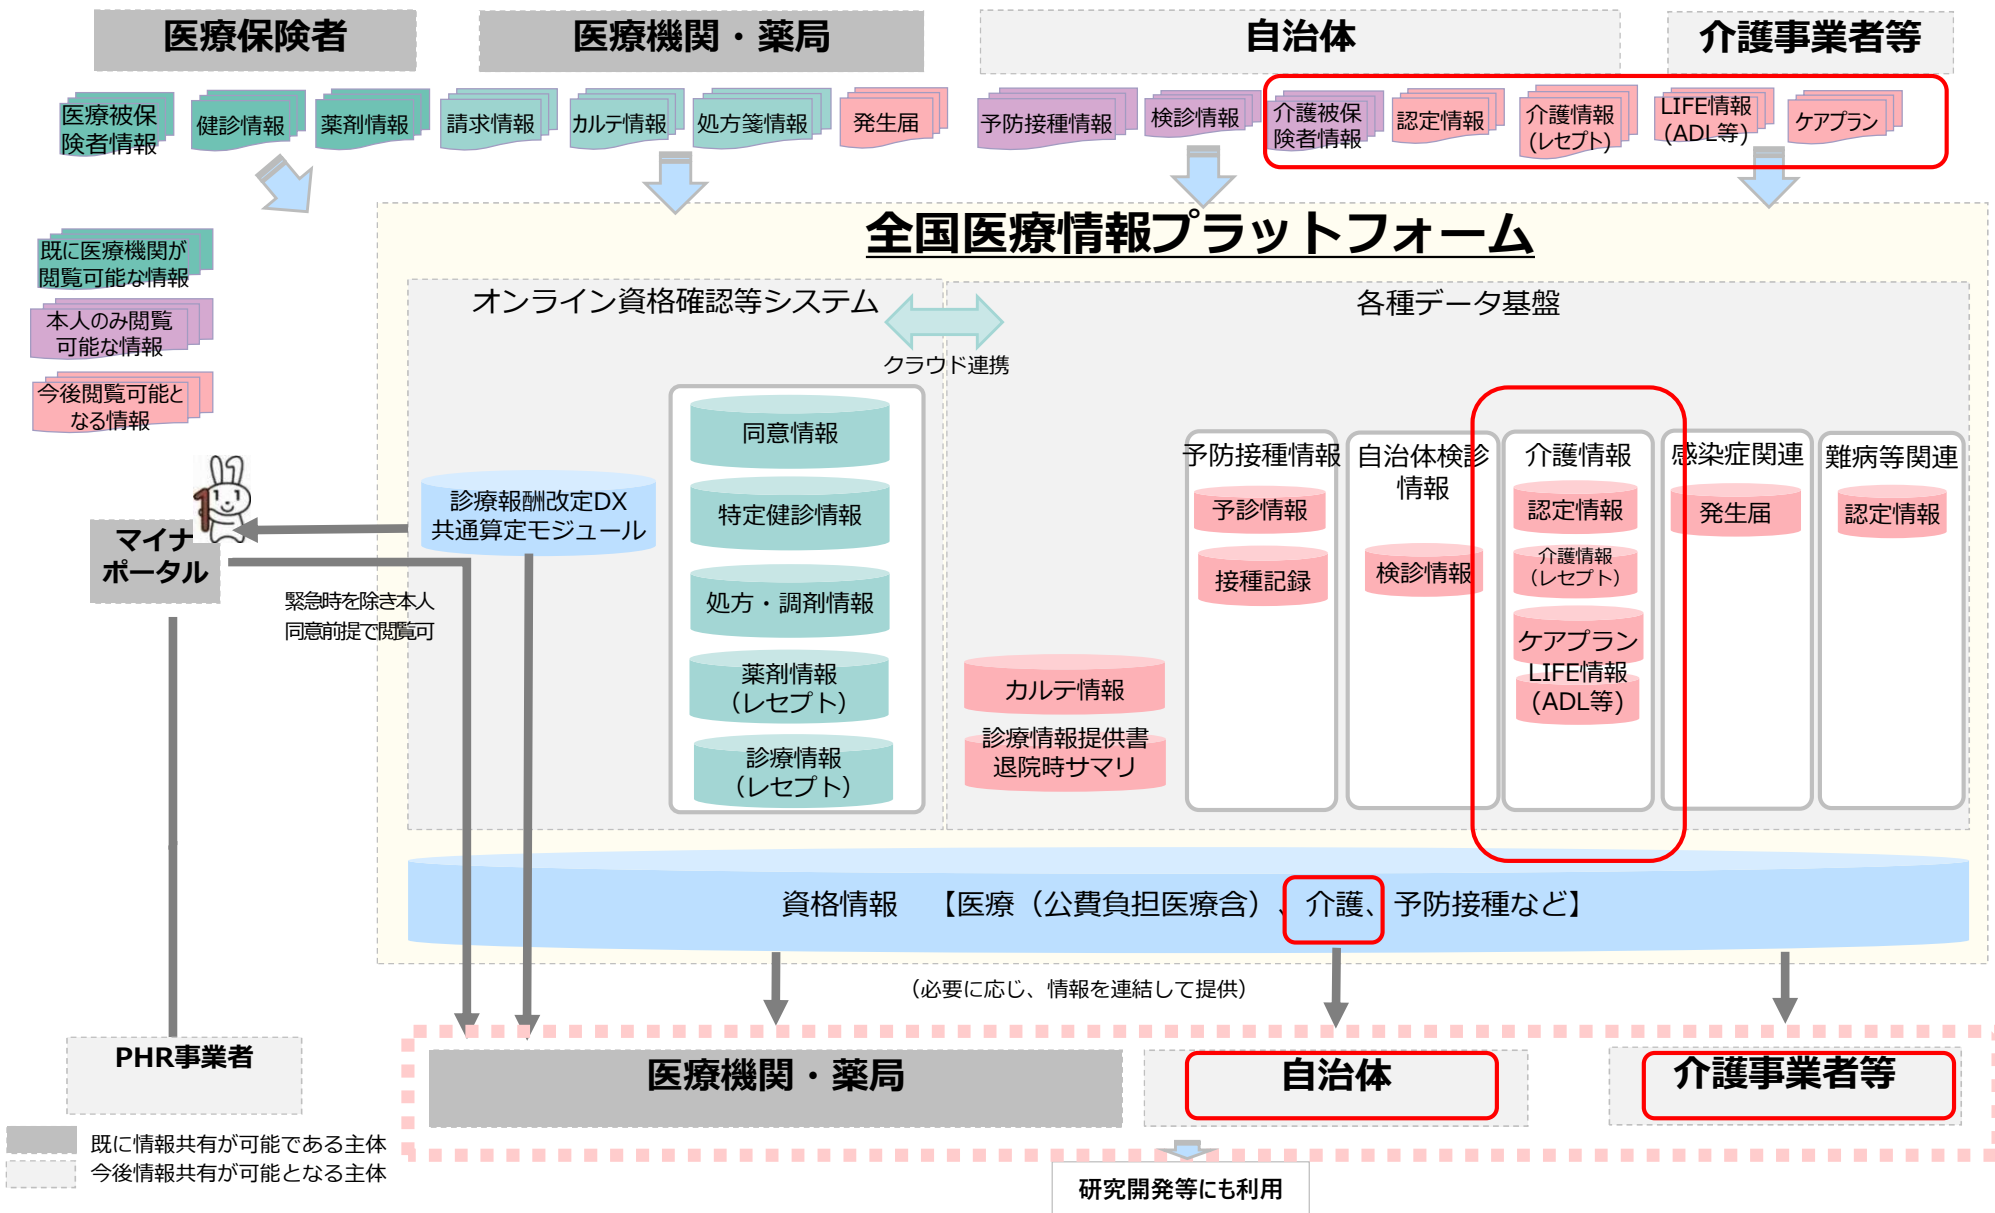 医療保険者
医療機関・薬局
自治体
介護事業者等
医療被保
険者情報
健診情報
薬剤情報
請求情報
カルテ情報
処方箋情報
発生届
予防接種情報
検診情報
介護被保
険者情報
認定情報
介護情報
(レセプト)
LIFE情報
(ADL等)
ケアプラン
全国医療情報プラットフォーム
既に医療機関が
閲覧可能な情報
本人のみ閲覧
可能な情報
今後閲覧可能と
なる情報
オンライン資格確認等システム
各種データ基盤
クラウド連携
同意情報
特定健診情報
処方・調剤情報
薬剤情報
（レセプト）
診療情報
（レセプト）
診療報酬改定DX
共通算定モジュール
マイナ
ポータル
1
緊急時を除き本人
同意前提で閲覧可
カルテ情報
診療情報提供書
退院時サマリ
予防接種情報
予診情報
接種記録
自治体検診
情報
検診情報
介護情報
認定情報
介護情報
（レセプト）
ケアプラン
LIFE情報
(ADL等)
感染症関連
発生届
難病等関連
認定情報
資格情報　【医療（公費負担医療含）、介護、予防接種など】
（必要に応じ、情報を連結して提供）
PHR事業者
医療機関・薬局
自治体
介護事業者等
既に情報共有が可能である主体
今後情報共有が可能となる主体
研究開発等にも利用